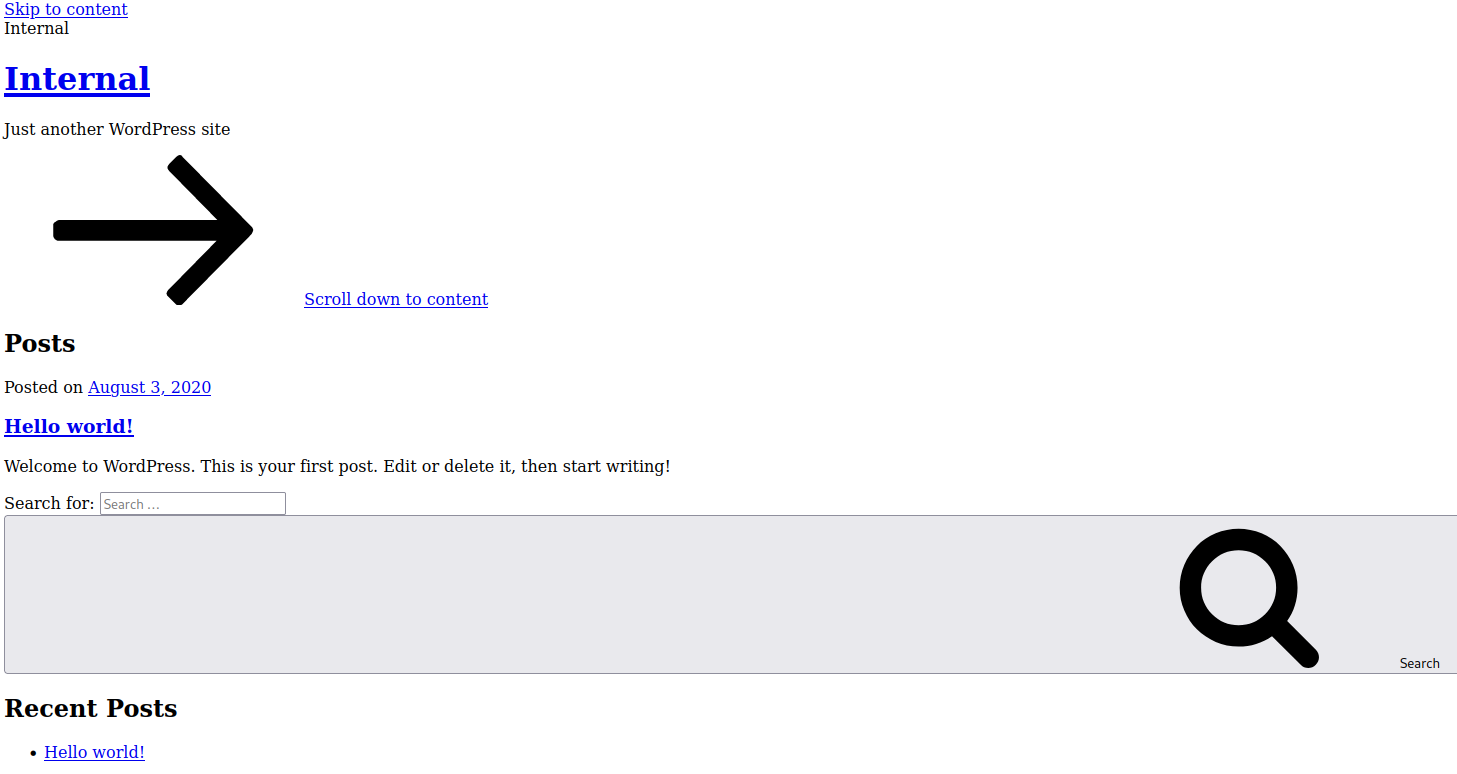 Skip to content
Internal
Internal
Just another WordPress site
Scroll down to content
Posts
Posted on August 3, 2020
Hello world!
Welcome to WordPress. This is your first post. Edit or delete it, then start writing!
Search for: Search …
Search
Recent Posts
• Hello world!